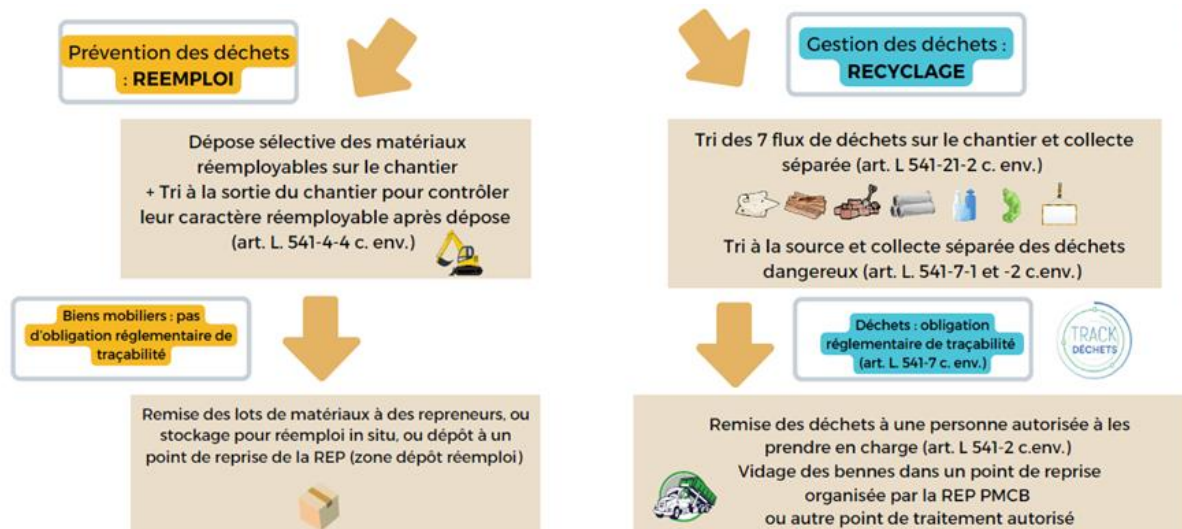 Prévention des déchets
: REEMPLOI
Dépose sélective des matériaux
réemployables sur le chantier
+ Tri à la sortie du chantier pour contrôler
leur caractère réemployable après dépose
(art. L. 541-4-4 c. env.)
Biens mobiliers : pas
d'obligation réglementaire de
traçabilité
Remise des lots de matériaux à des repreneurs, ou
stockage pour réemploi in situ, ou dépôt à un
point de reprise de la REP (zone dépôt réemploi)
Gestion des déchets :
RECYCLAGE
Tri des 7 flux de déchets sur le chantier et collecte
séparée (art. L 541-21-2 c. env.)
Tri à la source et collecte séparée des déchets
dangereux (art. L. 541-7-1 et -2 c.env.)
Déchets : obligation
réglementaire de traçabilité
(art. L. 541-7 c. env.)
TRACK
DÉCHETS
Remise des déchets à une personne autorisée à les
prendre en charge (art. L 541-2 c.env.)
Vidage des bennes dans un point de reprise
organisée par la REP PMCB
ou autre point de traitement autorisé